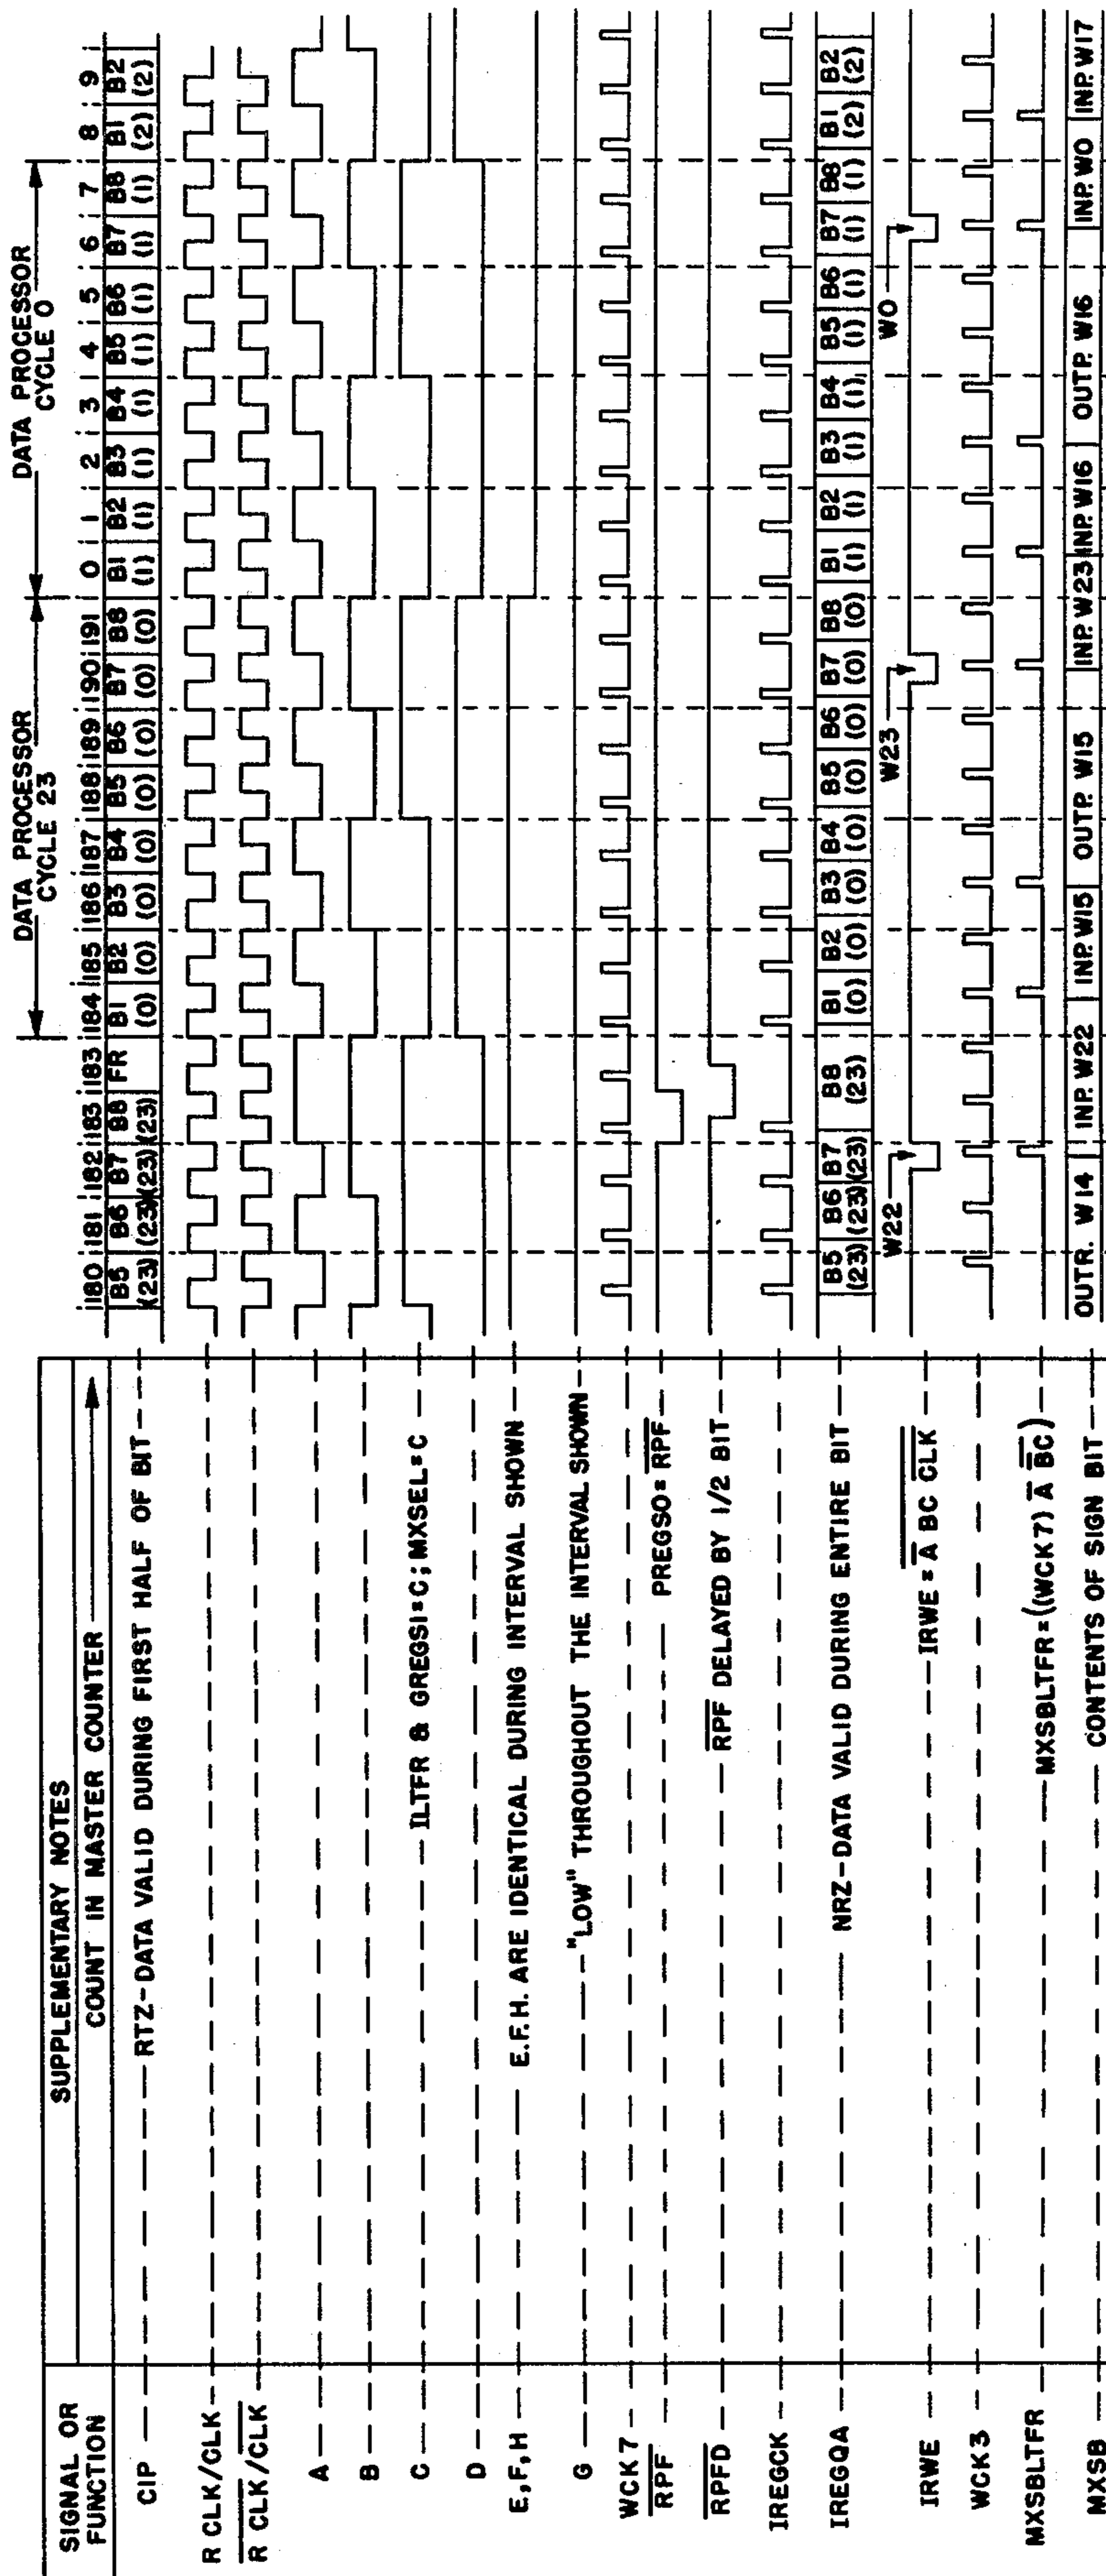 SIGNAL OR FUNCTION
SUPPLEMENTARY NOTES
COUNT IN MASTER COUNTER
DATA PROCESSOR CYCLE 23
DATA PROCESSOR CYCLE 0
180 181 182 183 183 184 185 186 187 188 189 190 191 0 1 2 3 4 5 6 7 8 9
CIP RTZ-DATA VALID DURING FIRST HALF OF BIT
B5 B6 B7 B8 FR B1 B2 B3 B4 B5 B6 B7 B8 B1 B2 B3 B4 B5 B6 B7 B8 B1 B2
(23) (23) (23) (23) (0) (0) (0) (0) (0) (0) (0) (0) (1) (1) (1) (1) (1) (1) (1) (1) (2) (2)
R CLK/CLK
R CLK/CLK
A
B
C ILTFR & GREGSI=C; MXSEL=C
D
E,F,H E.F.H. ARE IDENTICAL DURING INTERVAL SHOWN
G "LOW" THROUGHOUT THE INTERVAL SHOWN
WCK7
RPF PREGSO=RPF
RPFD RPF DELAYED BY 1/2 BIT
IREGCK
IREGQA NRZ-DATA VALID DURING ENTIRE BIT
B5 B6 B7 B8 B1 B2 B3 B4 B5 B6 B7 B8 B1 B2 B3 B4 B5 B6 B7 B8 B1 B2
(23) (23) (23) (23) (0) (0) (0) (0) (0) (0) (0) (0) (1) (1) (1) (1) (1) (1) (1) (1) (2) (2)
W22 W23 W0
IRWE IRWE = A BC CLK
WCK3
MXSBLTFR MXSBLTFR=((WCK7) A BC)
MXSB CONTENTS OF SIGN BIT
OUTR. W14 INP. W22 INP. W15 OUTP. W15 INP. W23 INP. W16 OUTP. W16 INP. W0 INP. W17